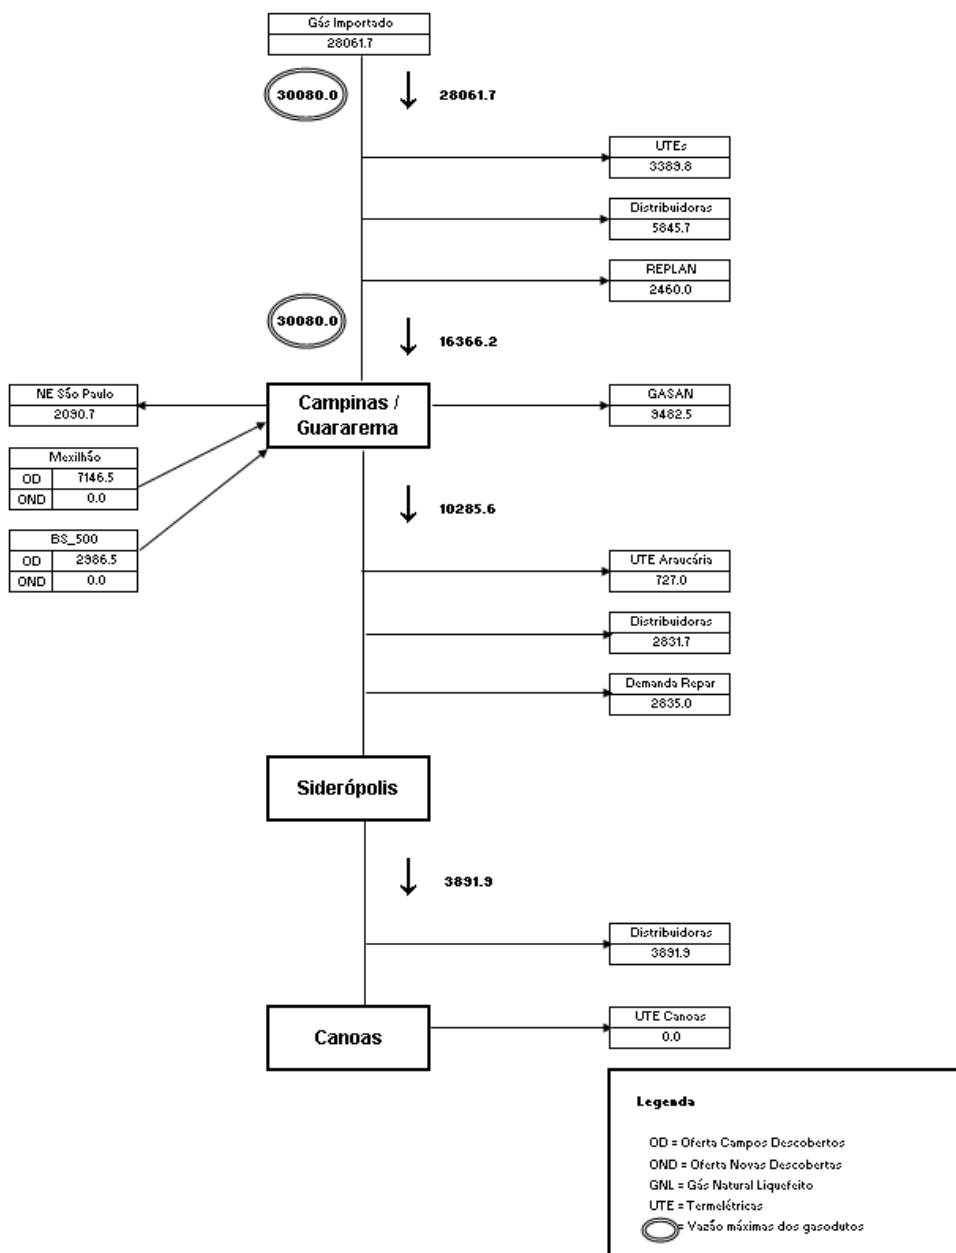 Gás Importado
28061.7
30080.0
28061.7
UTEs
3389.8
Distribuidoras
5845.7
REPLAN
2460.0
30080.0
16366.2
NE São Paulo
2090.7
Campinas /
Guararema
GASAN
9482.5
Mexilhão
OD 7146.5
OND 0.0
10285.6
BS_500
OD 2986.5
OND 0.0
UTE Araucária
727.0
Distribuidoras
2831.7
Demanda Repar
2835.0
Siderópolis
3891.9
Distribuidoras
3891.9
Canoas
UTE Canoas
0.0
Legenda
OD = Oferta Campos Descobertos
OND = Oferta Novas Descobertas
GNL = Gás Natural Liquefeito
UTE = Termelétricas
= Vazão máximas dos gasodutos